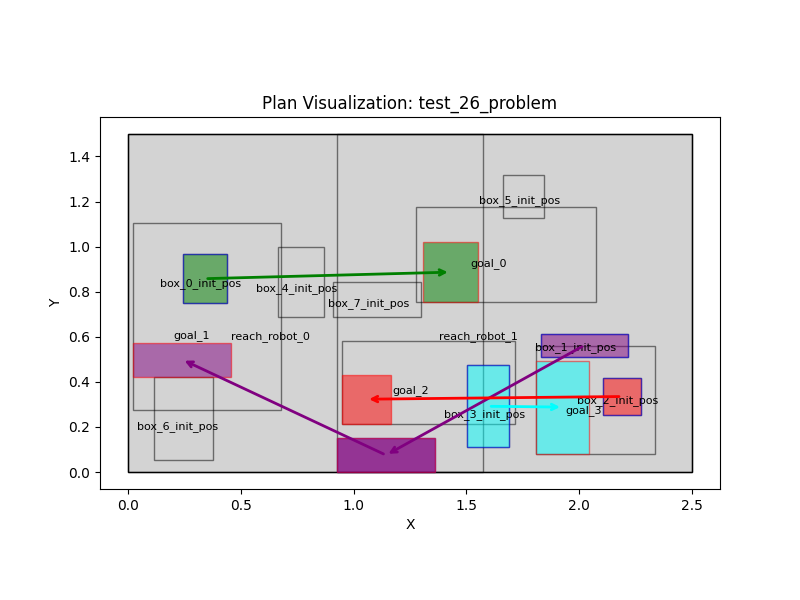 Plan Visualization: test_26_problem
1.4
1.2
1.0
0.8
0.6
0.4
0.2
0.0
Y
box_5_init_pos
goal_0
box_0_init_pos
box_4_init_pos
box_7_init_pos
goal_1
reach_robot_0
reach_robot_1
box_1_init_pos
goal_2
box_2_init_pos
goal_3
box_3_init_pos
box_6_init_pos
0.0
0.5
1.0
1.5
2.0
2.5
X